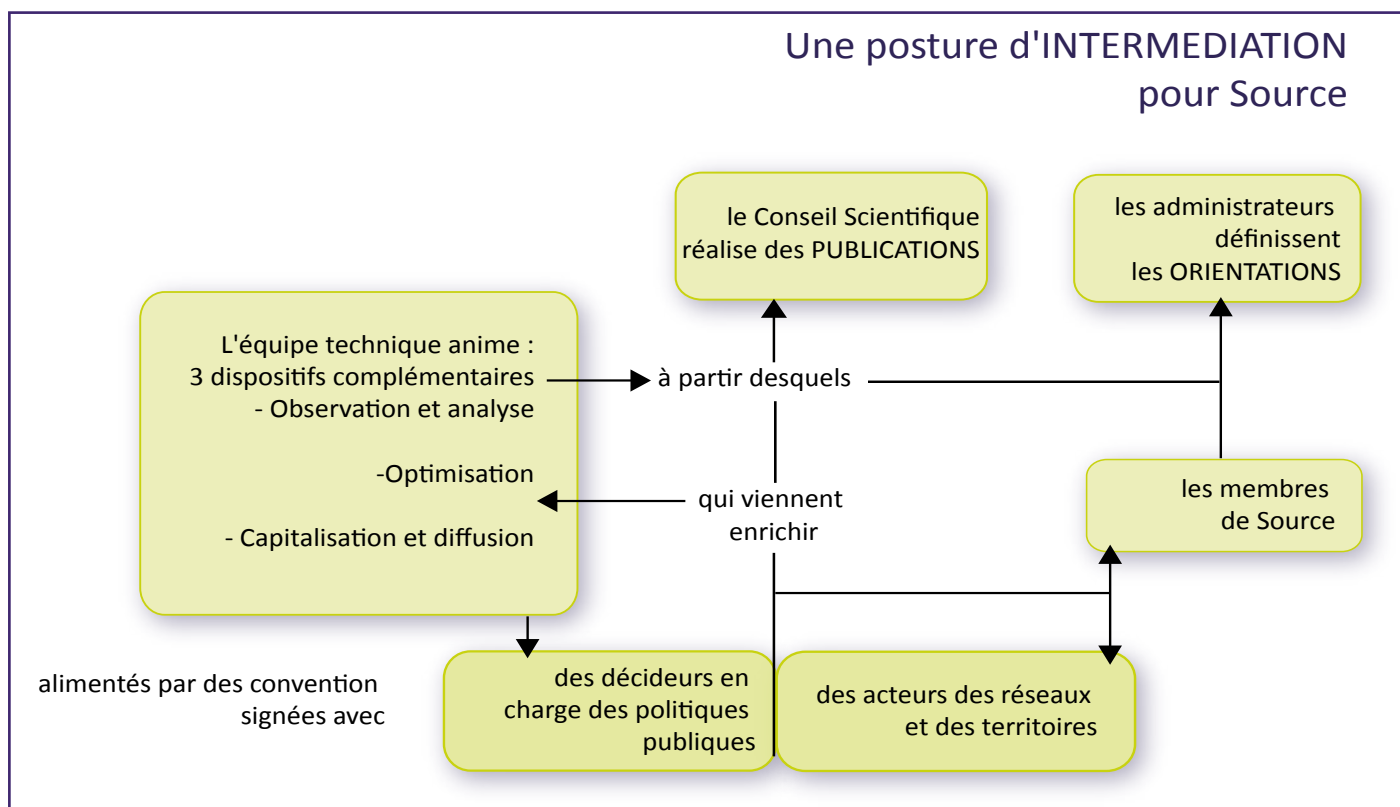 Une posture d'INTERMEDIATION
pour Source
le Conseil Scientifique
réalise des PUBLICATIONS
les administrateurs
définissent
les ORIENTATIONS
L'équipe technique anime :
3 dispositifs complémentaires
- Observation et analyse
-Optimisation
- Capitalisation et diffusion
à partir desquels
qui viennent
enrichir
les membres
de Source
alimentés par des convention
signées avec
des décideurs en
charge des politiques
publiques
des acteurs des réseaux
et des territoires